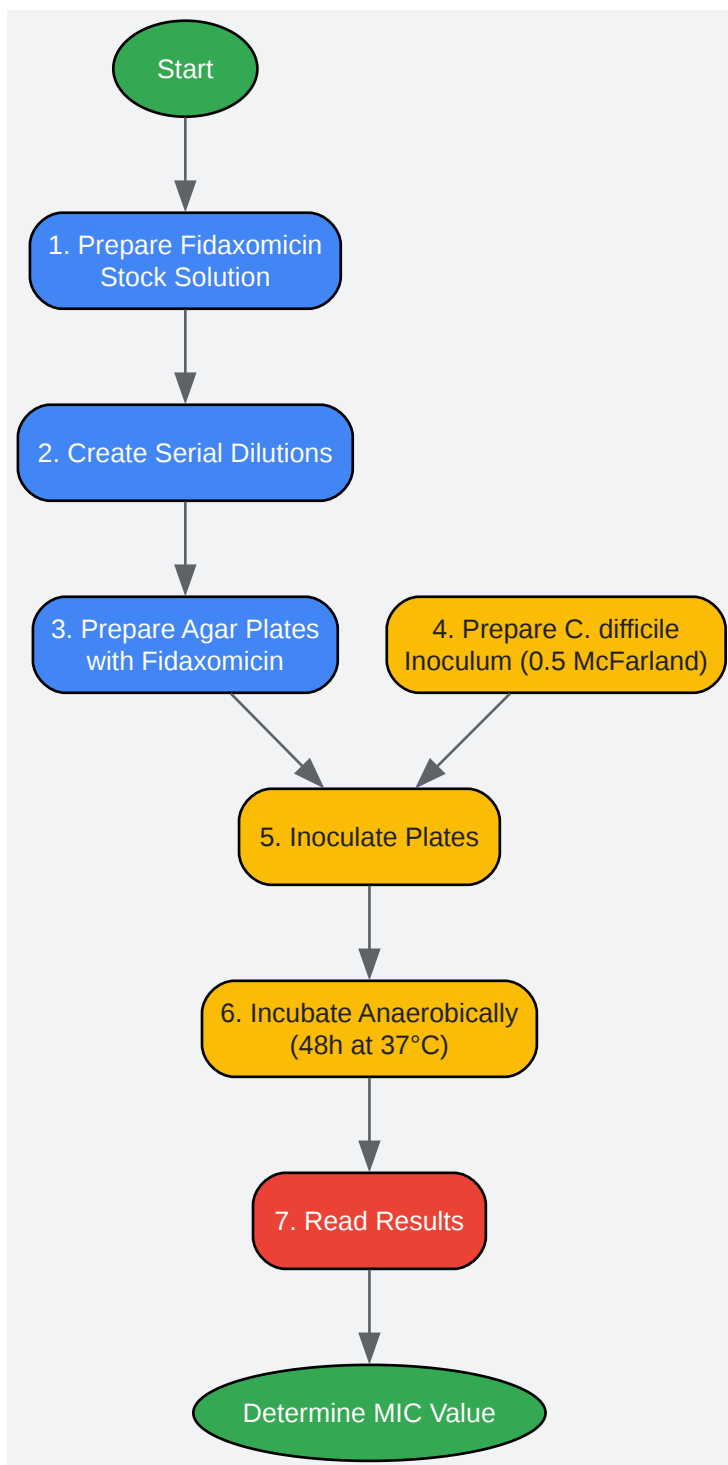 Start
1. Prepare Fidaxomicin
Stock Solution
2. Create Serial Dilutions
3. Prepare Agar Plates
with Fidaxomicin
4. Prepare C. difficile
Inoculum (0.5 McFarland)
5. Inoculate Plates
6. Incubate Anaerobically
(48h at 37°C)
7. Read Results
Determine MIC Value